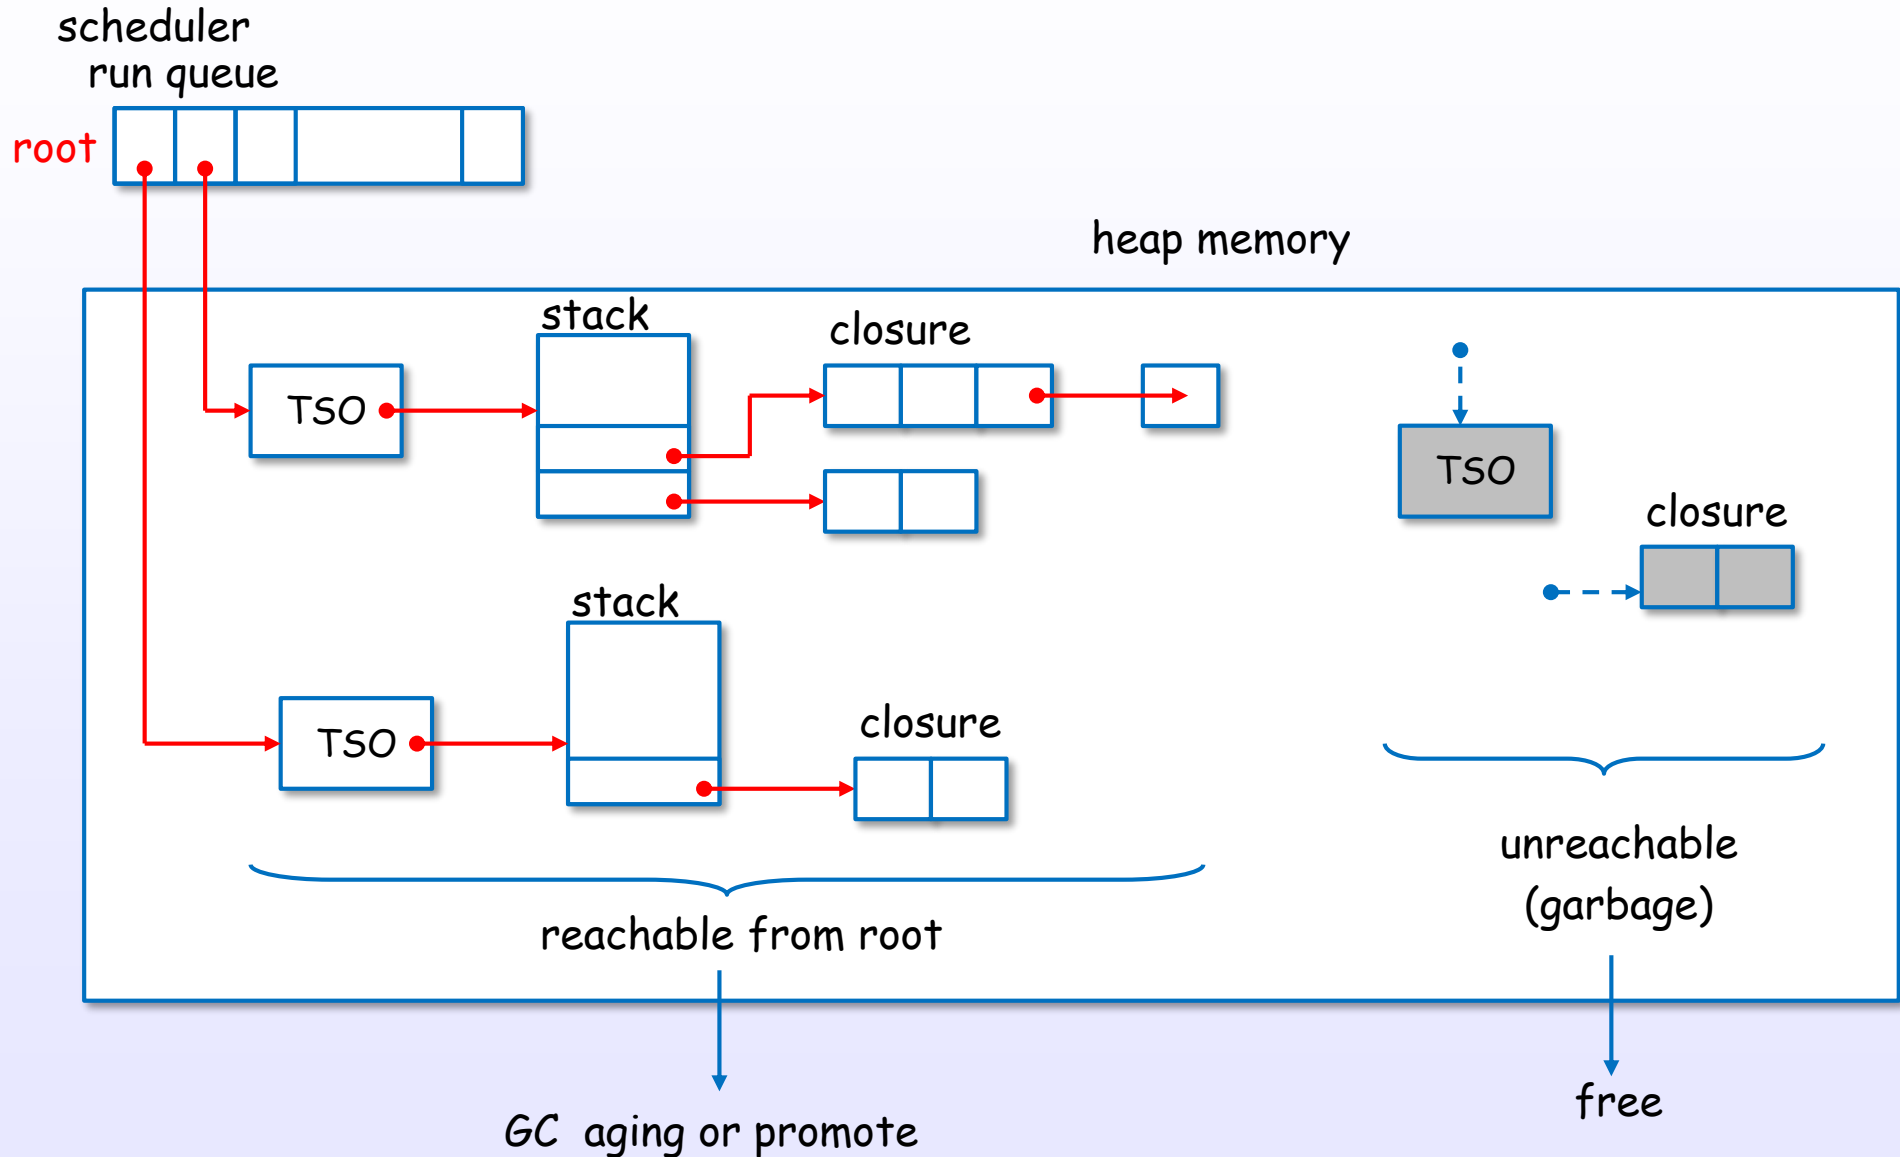 scheduler
run queue
root
heap memory
stack
closure
TSO
TSO
closure
stack
closure
TSO
unreachable
(garbage)
reachable from root
free
GC aging or promote